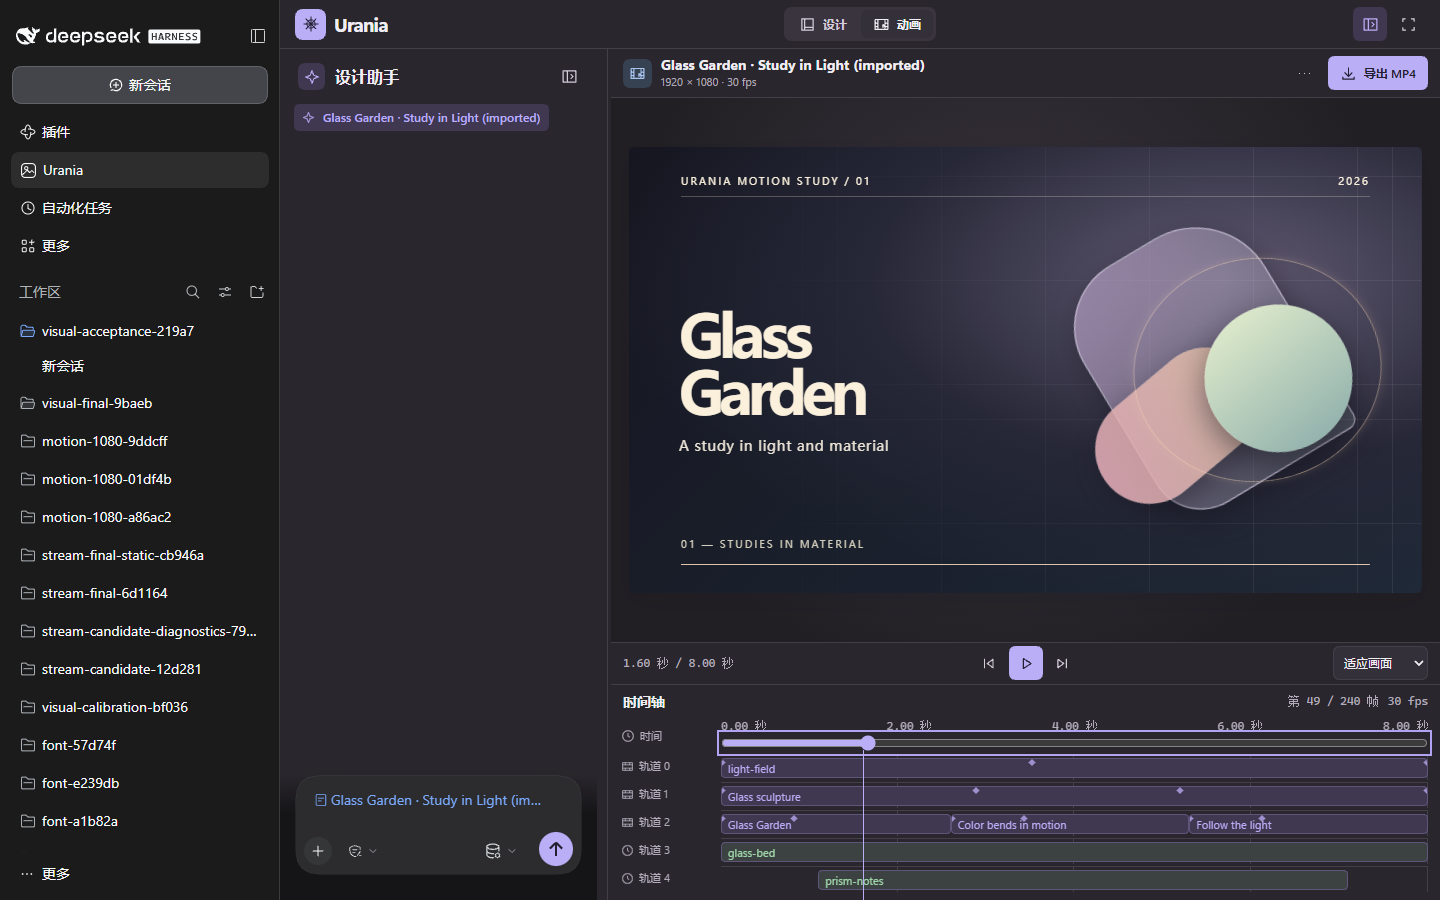 deepseek HARNESS
新会话
插件
Urania
自动化任务
更多
工作区
visual-acceptance-219a7
新会话
visual-final-9baeb
motion-1080-9ddcff
motion-1080-01df4b
motion-1080-a86ac2
stream-final-static-cb946a
stream-final-6d1164
stream-candidate-diagnostics-79...
stream-candidate-12d281
visual-calibration-bf036
font-57d74f
font-e239db
font-a1b82a
更多
Urania
设计
动画
设计助手
Glass Garden · Study in Light (imported)
Glass Garden · Study in Light (im...
Glass Garden · Study in Light (imported)
1920 × 1080 · 30 fps
导出 MP4
URANIA MOTION STUDY / 01
2026
Glass
Garden
A study in light and material
01 — STUDIES IN MATERIAL
1.60 秒 / 8.00 秒
适应画面
时间轴
第 49 / 240 帧 30 fps
0.00 秒 2.00 秒 4.00 秒 6.00 秒 8.00 秒
时间
轨道 0
light-field
轨道 1
Glass sculpture
轨道 2
Glass Garden
Color bends in motion
Follow the light
轨道 3
glass-bed
轨道 4
prism-notes